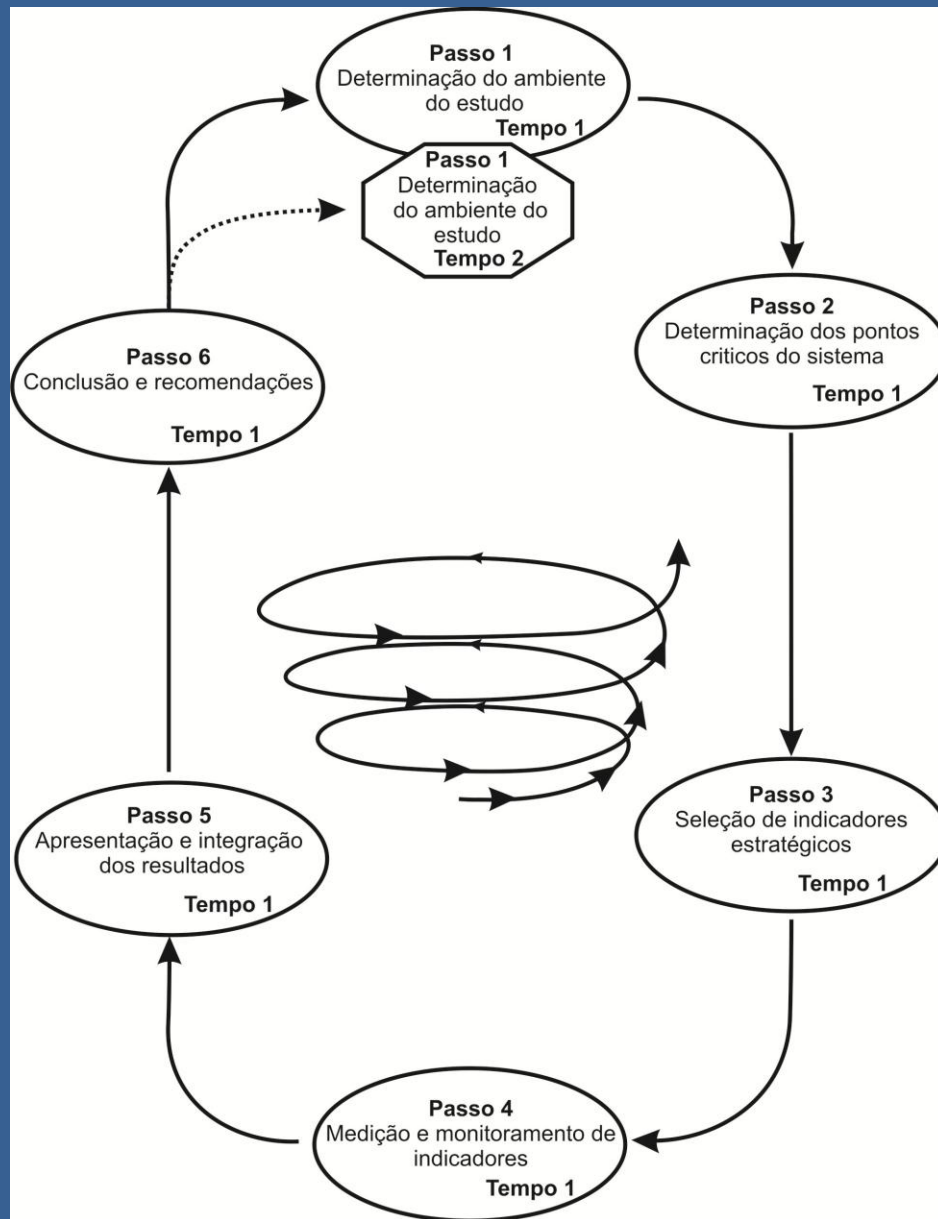 Passo 1
Determinação do ambiente
do estudo
Tempo 1
Passo 1
Determinação
do ambiente do
estudo
Tempo 2
Passo 2
Determinação dos pontos
criticos do sistema
Tempo 1
Passo 3
Seleção de indicadores
estratégicos
Tempo 1
Passo 4
Medição e monitoramento de
indicadores
Tempo 1
Passo 5
Apresentação e integração
dos resultados
Tempo 1
Passo 6
Conclusão e recomendações
Tempo 1